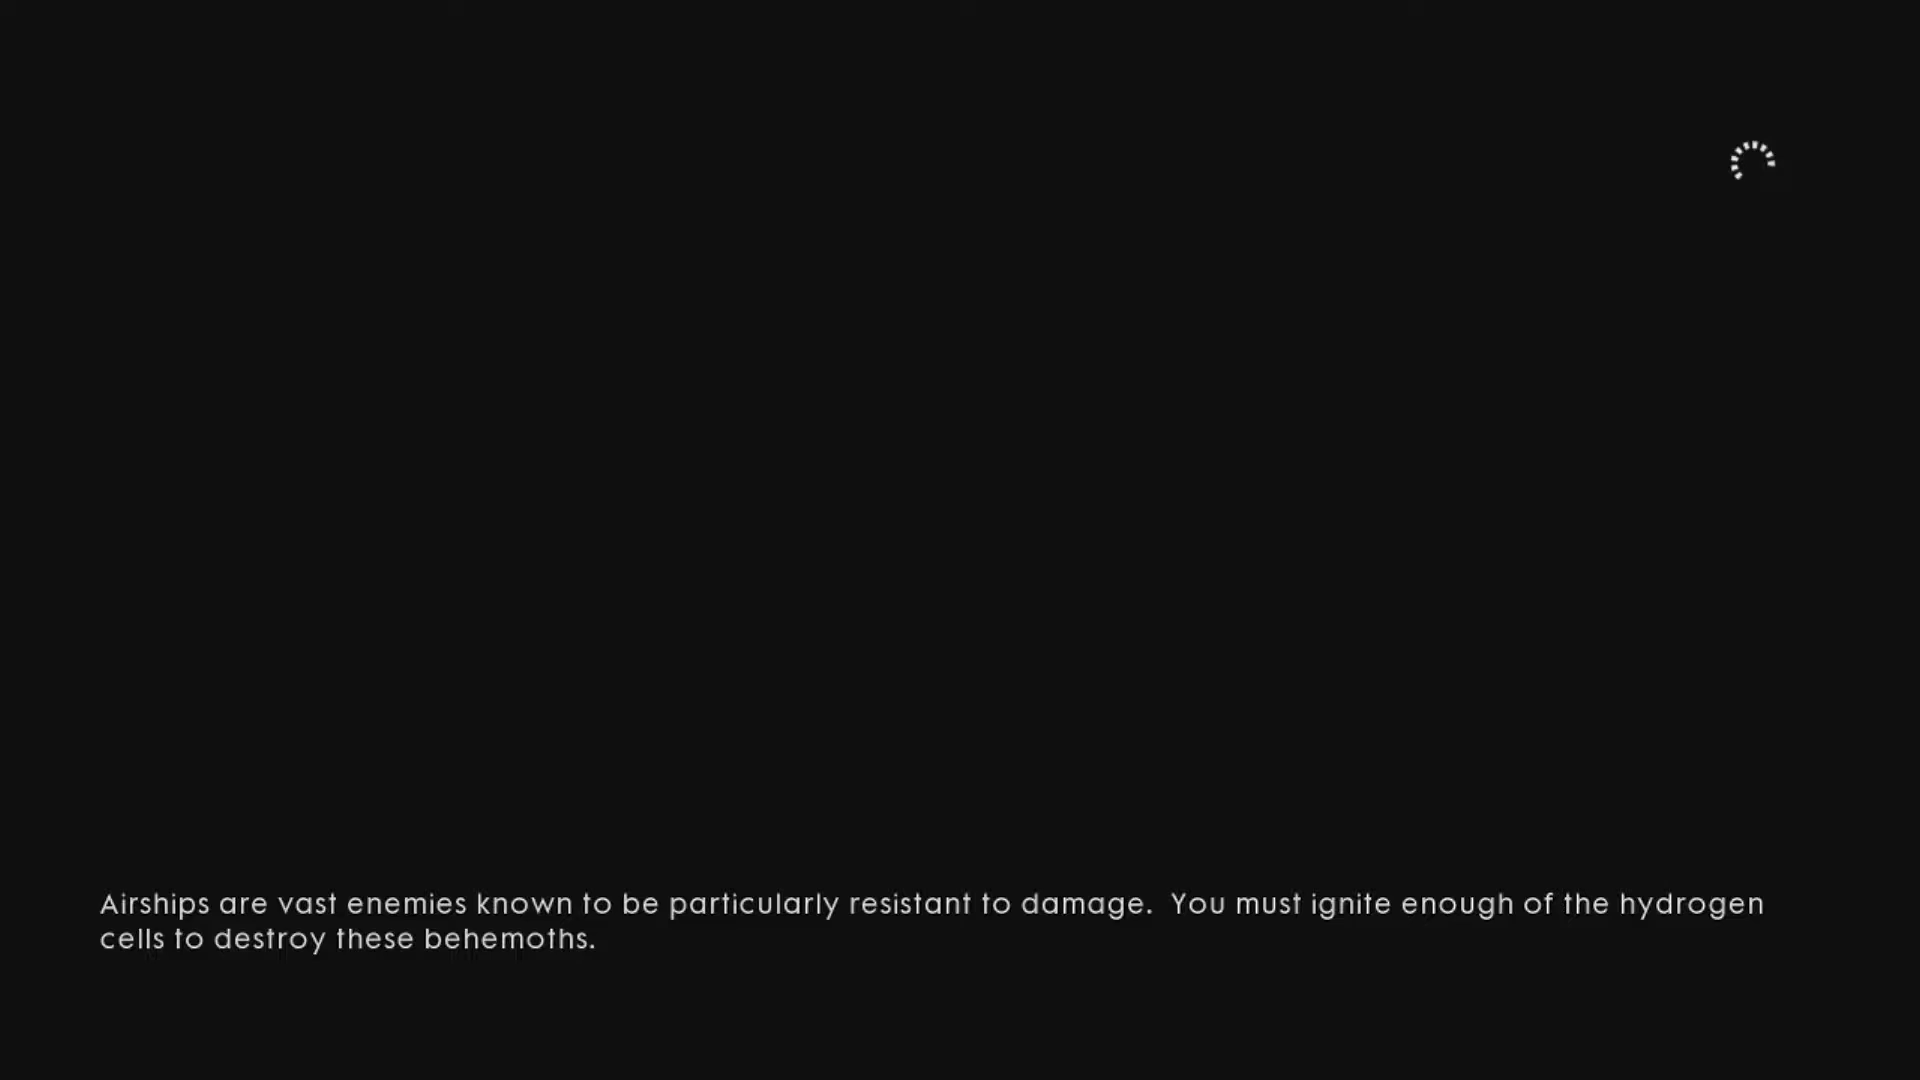 Airships are vast enemies known to be particularly resistant to damage.  You must ignite enough of the hydrogen
cells to destroy these behemoths.